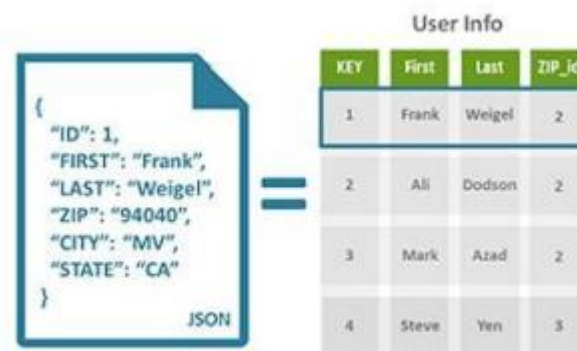 User Info
{
"ID": 1,
"FIRST": "Frank",
"LAST": "Weigel",
"ZIP": "94040",
"CITY": "MV",
"STATE": "CA"
}
JSON
KEY First Last ZIP_id
1 Frank Weigel 2
2 Ali Dodson 2
3 Mark Azad 2
4 Steve Yen 3